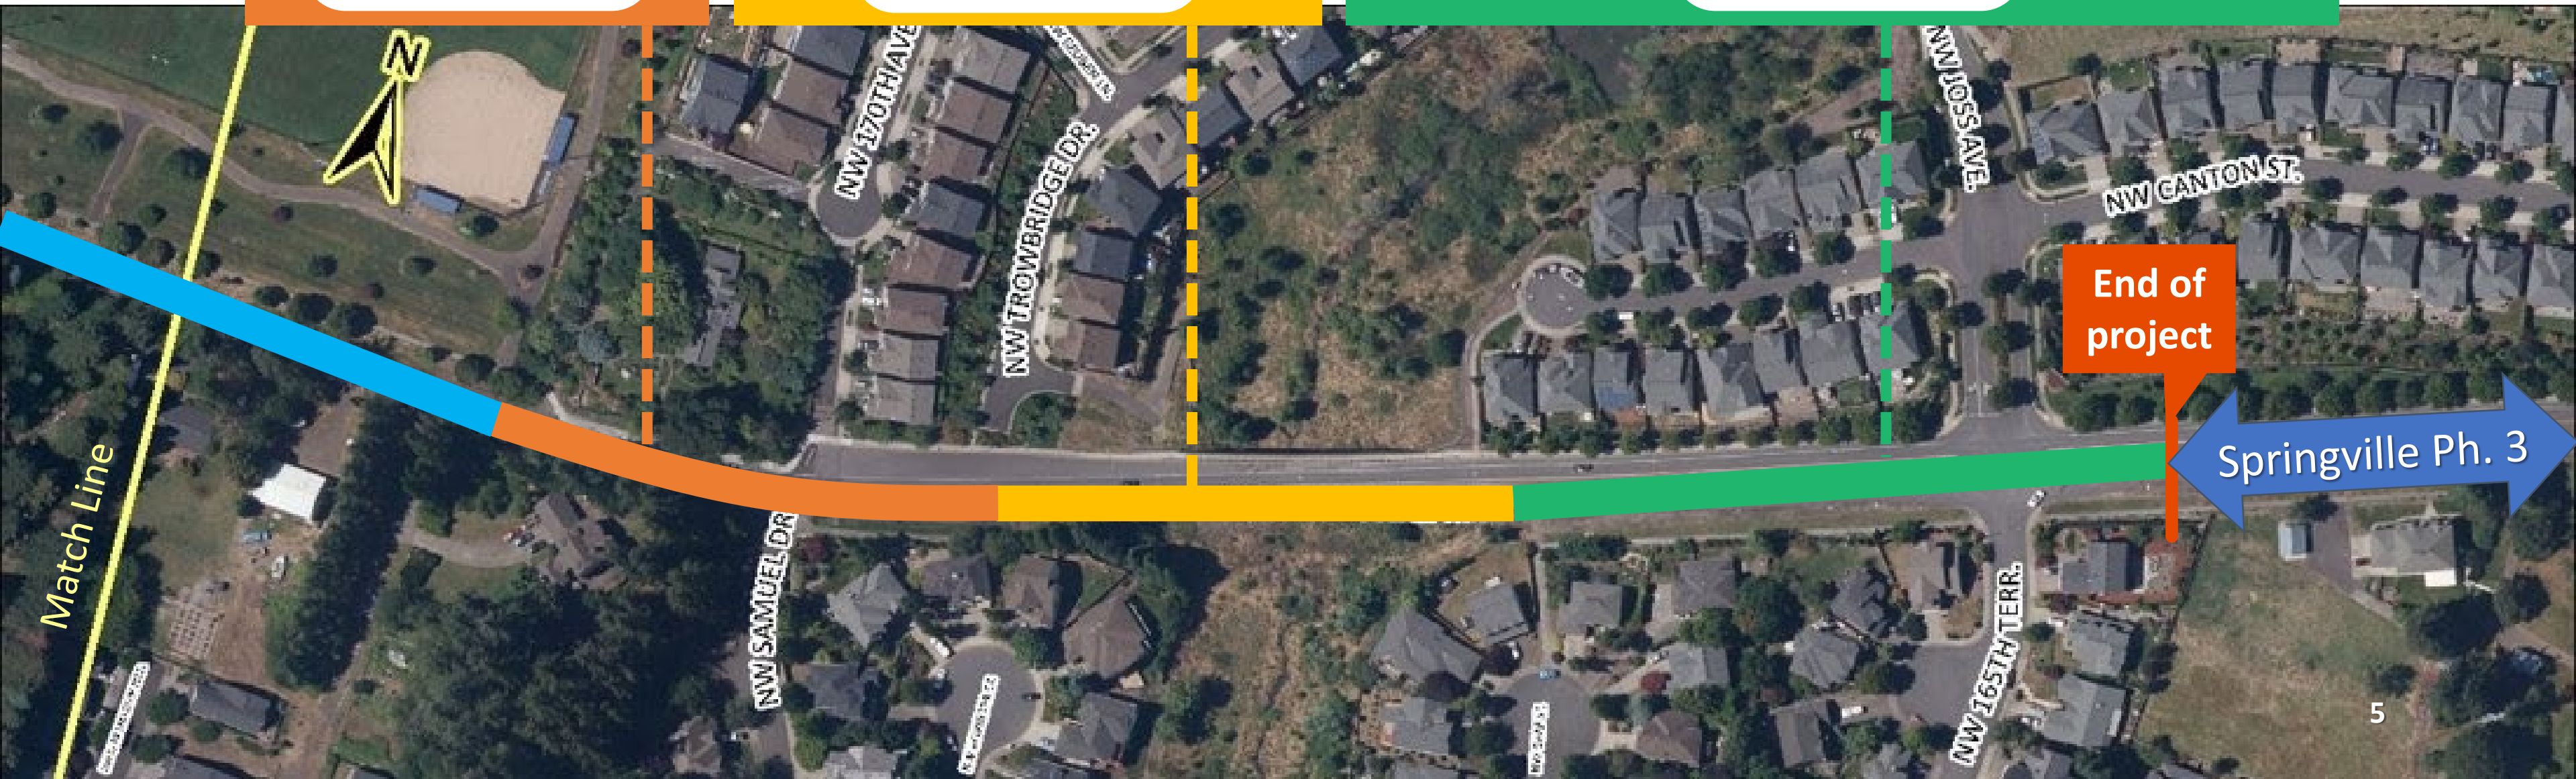 N
NW 170TH AVE
NW TROWBRIDGE DR.
NW JOSS AVE.
NW CANTON ST.
End of
project
Springville Ph. 3
Match Line
NW SAMUEL DR
NW 165TH TERR.
5